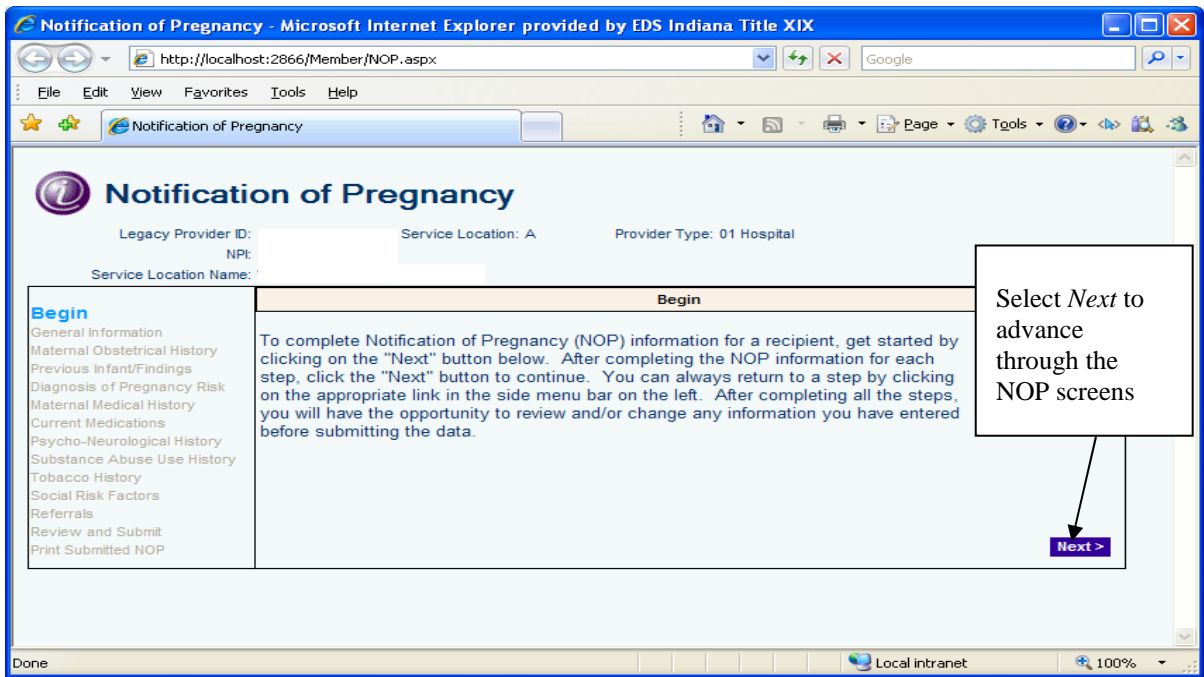 Notification of Pregnancy - Microsoft Internet Explorer provided by EDS Indiana Title XIX
http://localhost:2866/Member/NOP.aspx
Google
File Edit View Favorites Tools Help
Notification of Pregnancy
Page Tools
Notification of Pregnancy
Legacy Provider ID: Service Location: A Provider Type: 01 Hospital
NPI:
Service Location Name:
Begin
General Information
Maternal Obstetrical History
Previous Infant/Findings
Diagnosis of Pregnancy Risk
Maternal Medical History
Current Medications
Psycho-Neurological History
Substance Abuse Use History
Tobacco History
Social Risk Factors
Referrals
Review and Submit
Print Submitted NOP
Begin
To complete Notification of Pregnancy (NOP) information for a recipient, get started by
clicking on the "Next" button below. After completing the NOP information for each
step, click the "Next" button to continue. You can always return to a step by clicking
on the appropriate link in the side menu bar on the left. After completing all the steps,
you will have the opportunity to review and/or change any information you have entered
before submitting the data.
Next >
Select Next to
advance
through the
NOP screens
Done
Local intranet
100%